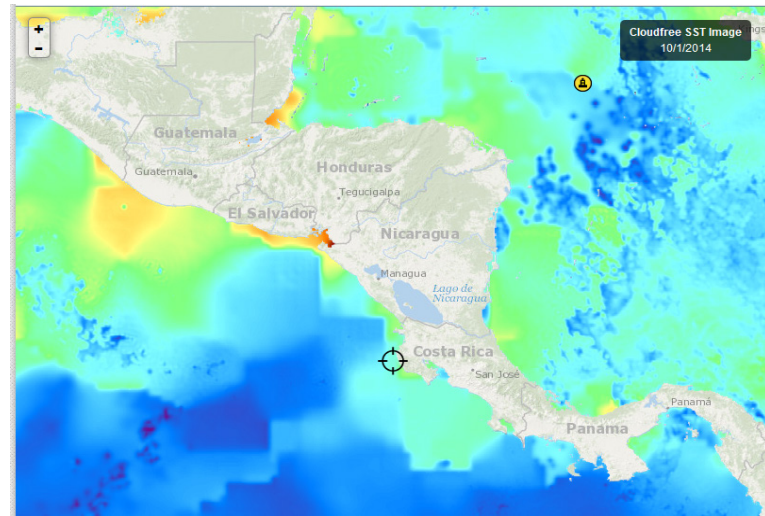 +
-
Cloudfree SST Image
10/1/2014
Guatemala
Guatemala
Honduras
Tegucigalpa
El Salvador
Nicaragua
Managua
Lago de
Nicaragua
Costa Rica
San José
Panamá
Panama